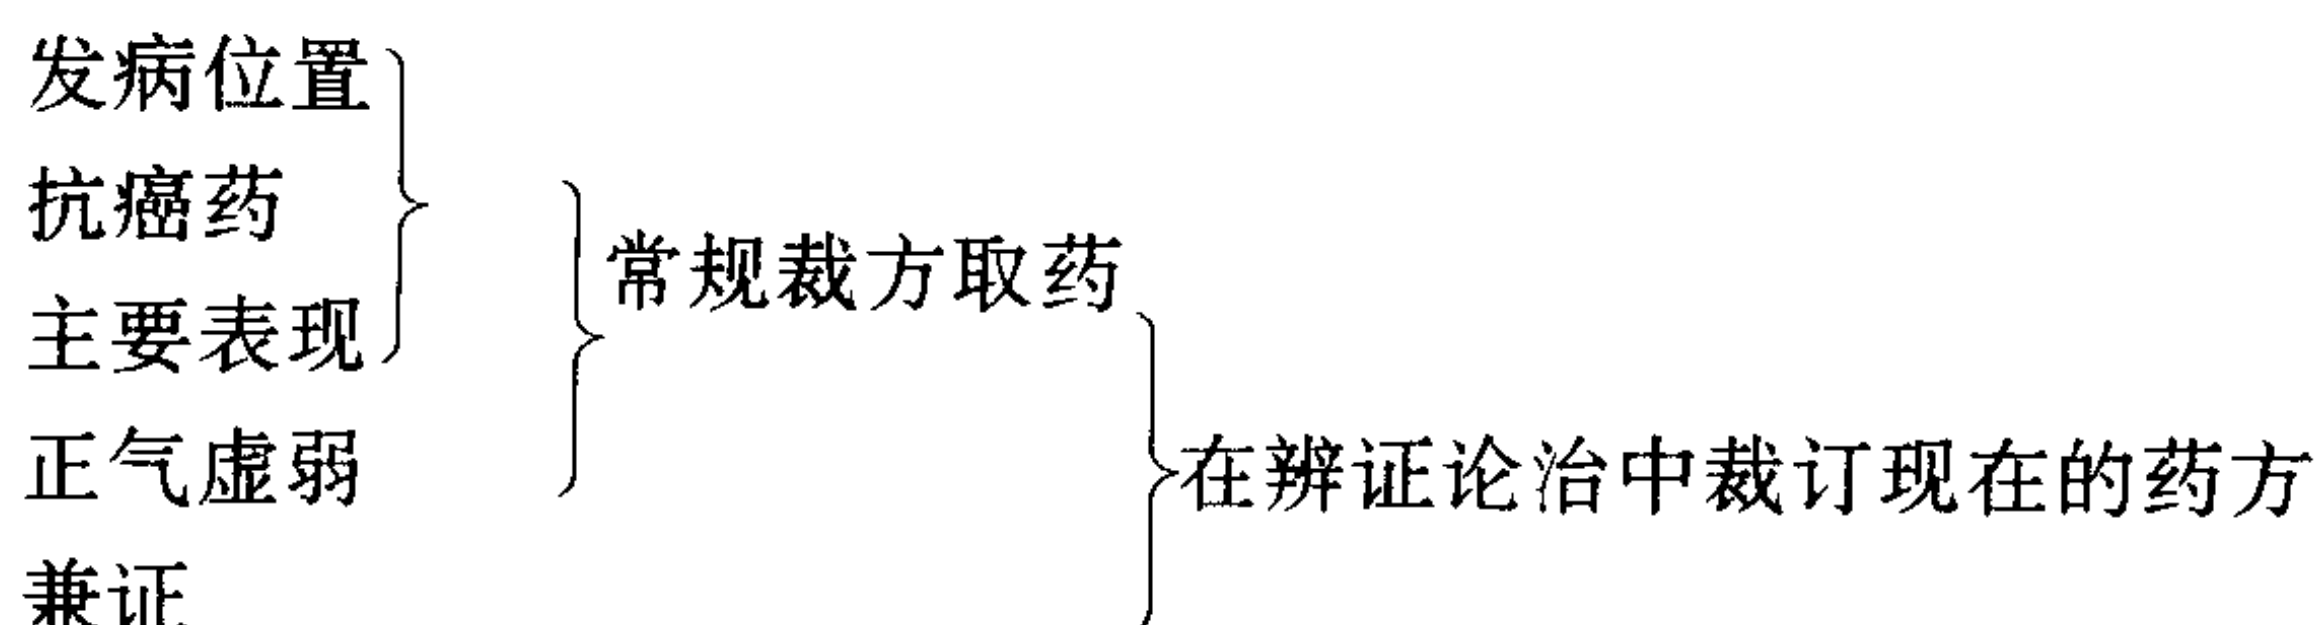 发病位置
抗癌药
主要表现
正气虚弱
兼证
常规裁方取药
在辨证论治中裁订现在的药方